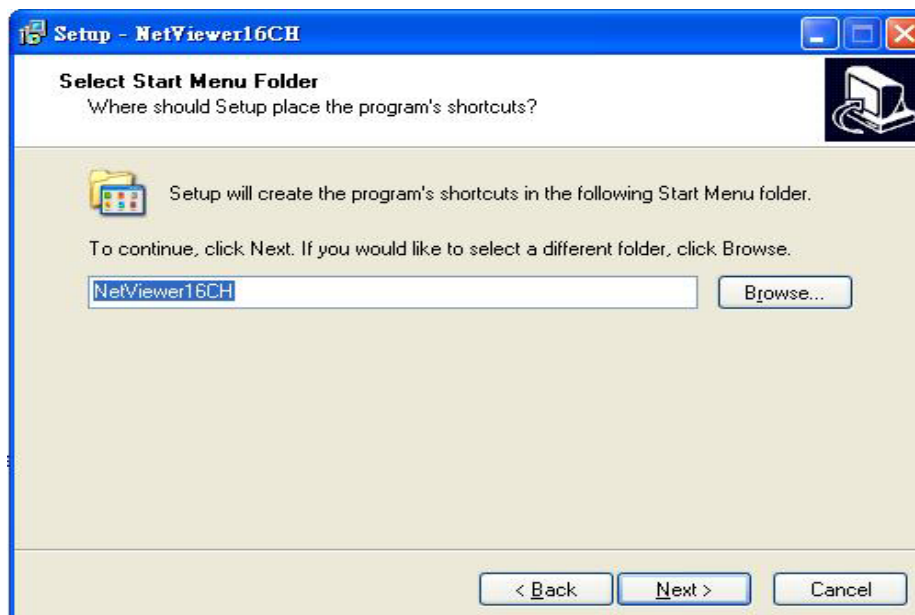 Setup - NetViewer16CH
Select Start Menu Folder
Where should Setup place the program's shortcuts?
Setup will create the program's shortcuts in the following Start Menu folder.
To continue, click Next. If you would like to select a different folder, click Browse.
NetViewer16CH
Browse...
< Back
Next >
Cancel